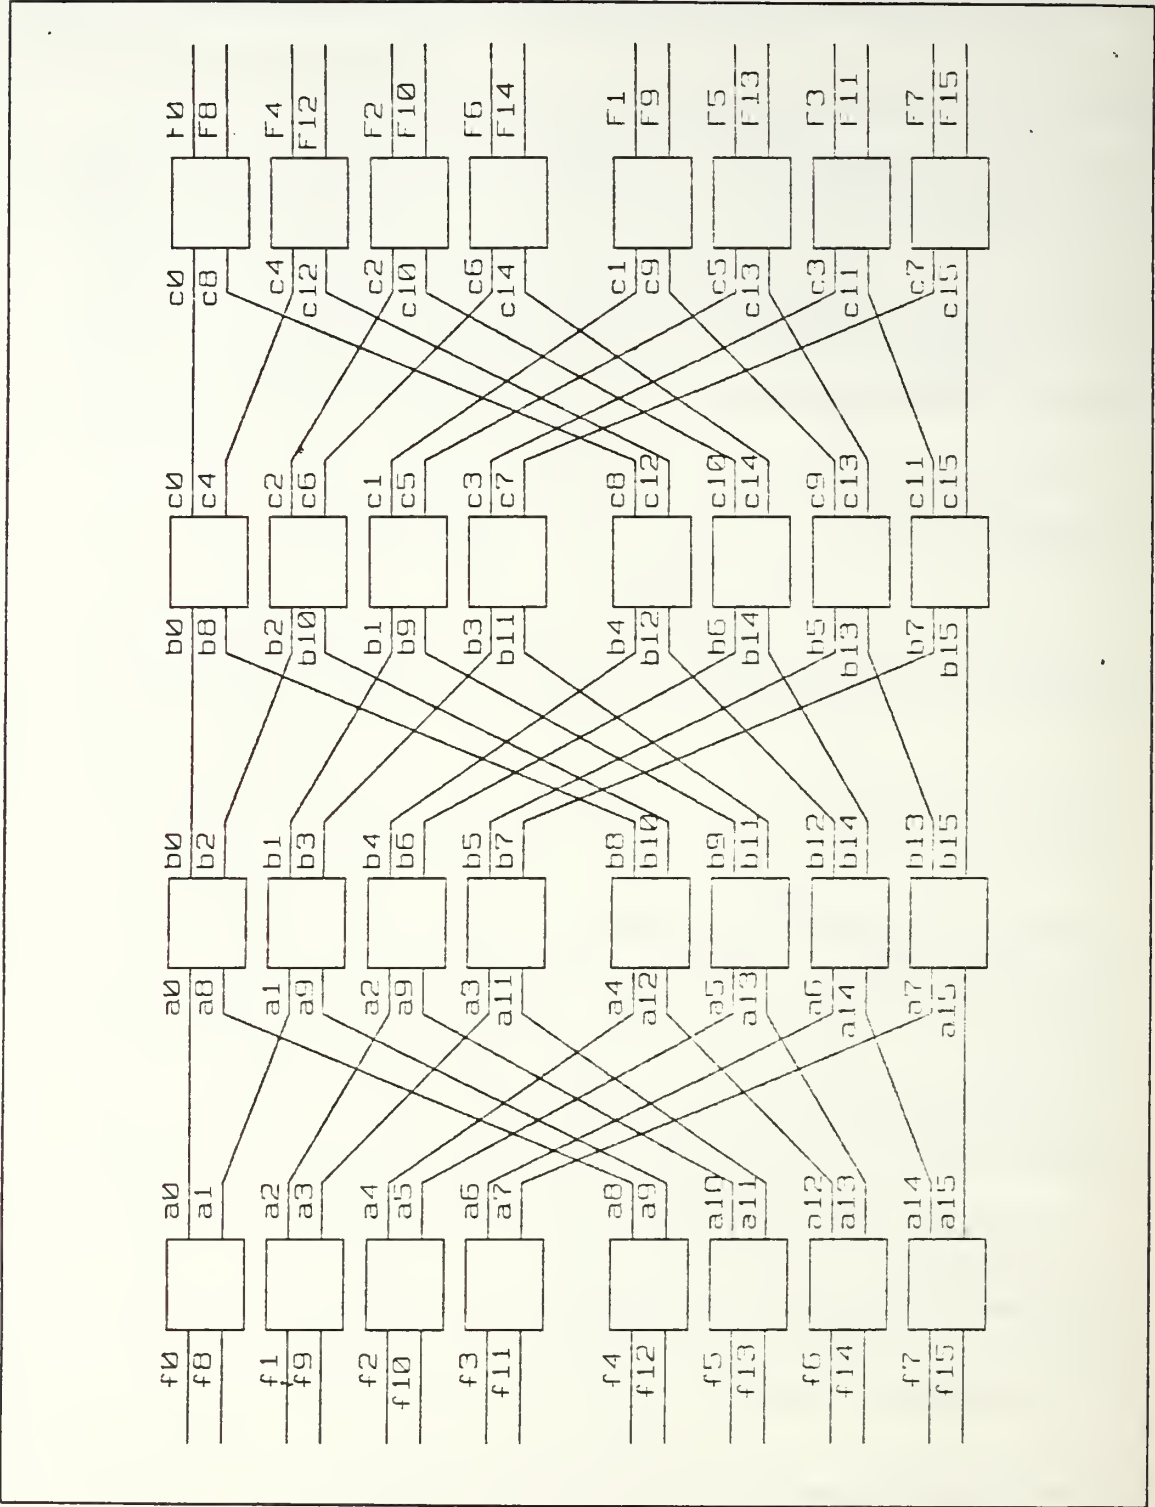 f0 a0 a0 b0 b0 c0 c0 F0
f8 a1 a8 b2 b8 c4 c8 F8
f1 a2 a1 b1 b2 c2 c4 F4
f9 a3 a9 b3 b10 c6 c12 F12
f2 a4 a2 b4 b1 c1 c2 F2
f10 a5 a9 b6 b9 c5 c10 F10
f3 a6 a3 b5 b3 c3 c6 F6
f11 a7 a11 b7 b11 c7 c14 F14
f4 a8 a4 b8 b4 c8 c1 F1
f12 a9 a12 b10 b12 c12 c9 F9
f5 a10 a5 b9 b6 c10 c5 F5
f13 a11 a13 b11 b14 c14 c13 F13
f6 a12 a6 b12 b5 c9 c3 F3
f14 a13 a14 b14 b13 c13 c11 F11
f7 a14 a7 b13 b7 c11 c7 F7
f15 a15 a15 b15 b15 c15 c15 F15